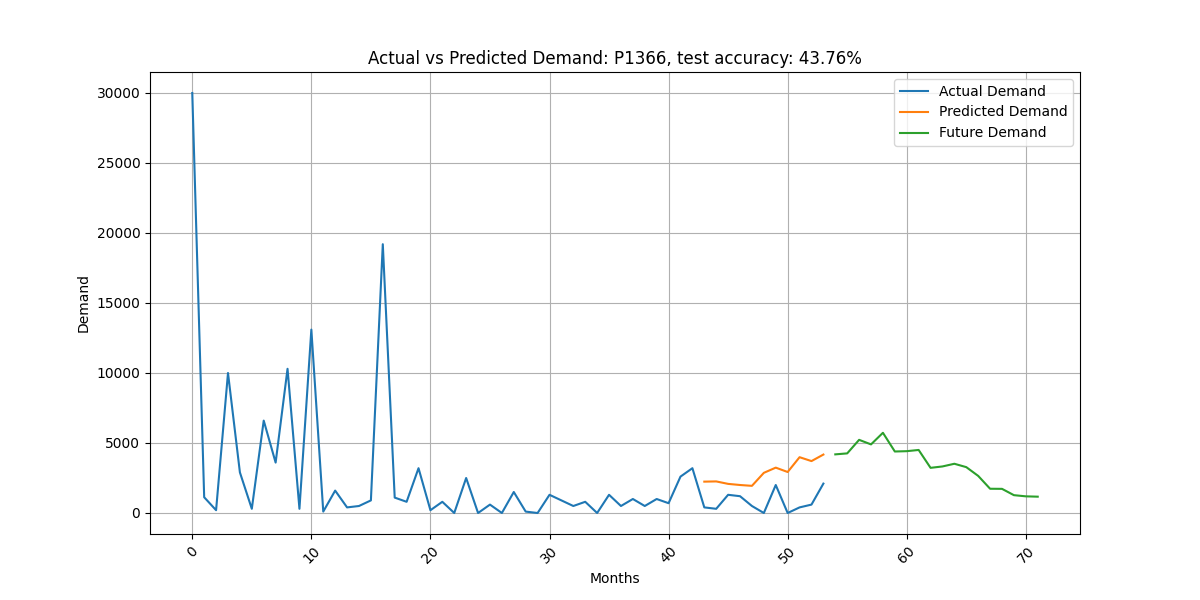 Actual vs Predicted Demand: P1366, test accuracy: 43.76%
Actual Demand
Predicted Demand
Future Demand
Demand
30000
25000
20000
15000
10000
5000
0
0
10
20
30
40
50
60
70
Months